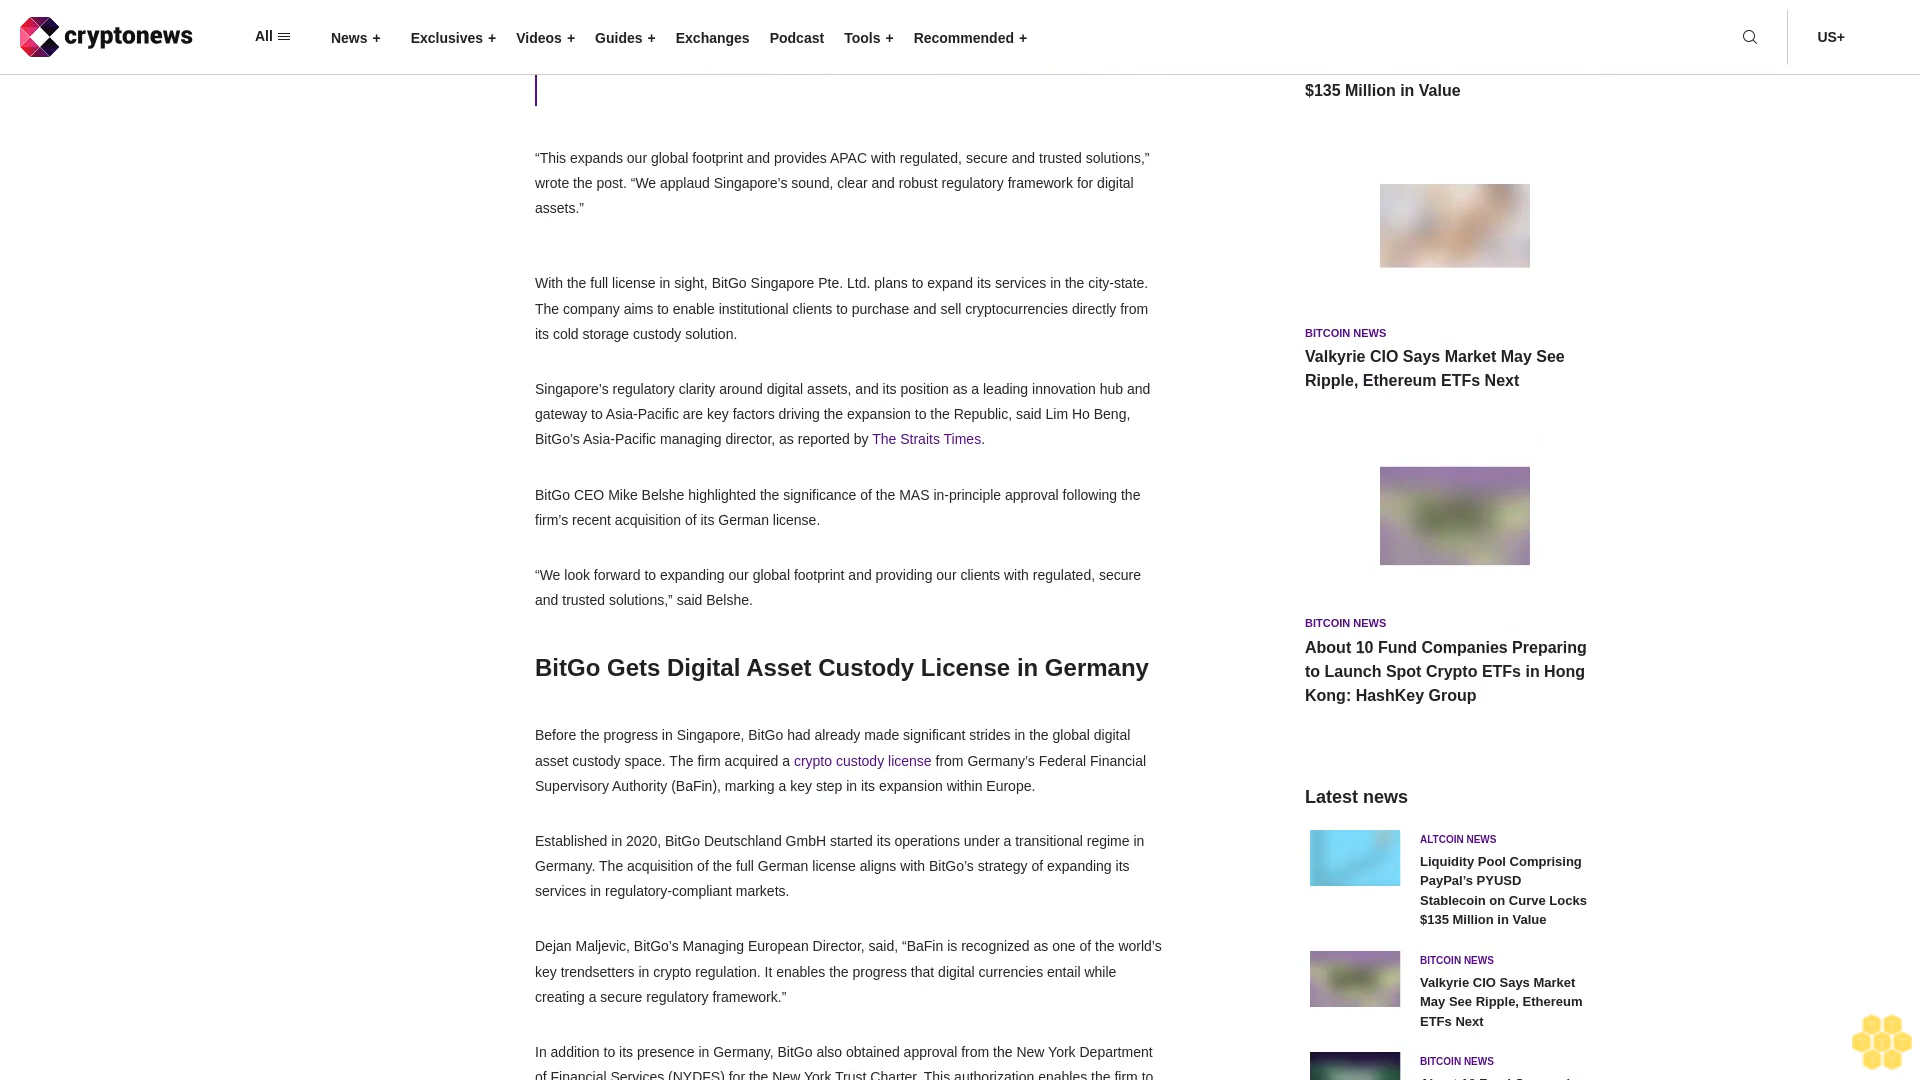 cryptonews
All
News +
Exclusives +
Videos +
Guides +
Exchanges
Podcast
Tools +
Recommended +
US+
“This expands our global footprint and provides APAC with regulated, secure and trusted solutions,”
wrote the post. “We applaud Singapore’s sound, clear and robust regulatory framework for digital
assets.”
With the full license in sight, BitGo Singapore Pte. Ltd. plans to expand its services in the city-state.
The company aims to enable institutional clients to purchase and sell cryptocurrencies directly from
its cold storage custody solution.
Singapore’s regulatory clarity around digital assets, and its position as a leading innovation hub and
gateway to Asia-Pacific are key factors driving the expansion to the Republic, said Lim Ho Beng,
BitGo’s Asia-Pacific managing director, as reported by The Straits Times.
BitGo CEO Mike Belshe highlighted the significance of the MAS in-principle approval following the
firm’s recent acquisition of its German license.
“We look forward to expanding our global footprint and providing our clients with regulated, secure
and trusted solutions,” said Belshe.
BitGo Gets Digital Asset Custody License in Germany
Before the progress in Singapore, BitGo had already made significant strides in the global digital
asset custody space. The firm acquired a crypto custody license from Germany’s Federal Financial
Supervisory Authority (BaFin), marking a key step in its expansion within Europe.
Established in 2020, BitGo Deutschland GmbH started its operations under a transitional regime in
Germany. The acquisition of the full German license aligns with BitGo’s strategy of expanding its
services in regulatory-compliant markets.
Dejan Maljevic, BitGo’s Managing European Director, said, “BaFin is recognized as one of the world’s
key trendsetters in crypto regulation. It enables the progress that digital currencies entail while
creating a secure regulatory framework.”
In addition to its presence in Germany, BitGo also obtained approval from the New York Department
of Financial Services (NYDFS) for the New York Trust Charter. This authorization enables the firm to
$135 Million in Value
BITCOIN NEWS
Valkyrie CIO Says Market May See
Ripple, Ethereum ETFs Next
BITCOIN NEWS
About 10 Fund Companies Preparing
to Launch Spot Crypto ETFs in Hong
Kong: HashKey Group
Latest news
ALTCOIN NEWS
Liquidity Pool Comprising
PayPal’s PYUSD
Stablecoin on Curve Locks
$135 Million in Value
BITCOIN NEWS
Valkyrie CIO Says Market
May See Ripple, Ethereum
ETFs Next
BITCOIN NEWS